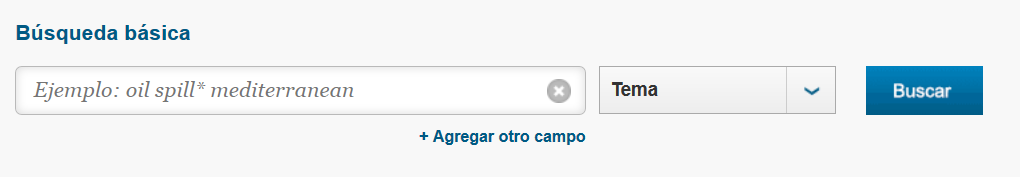 Búsqueda básica
Ejemplo: oil spill* mediterranean
Tema
Buscar
+ Agregar otro campo